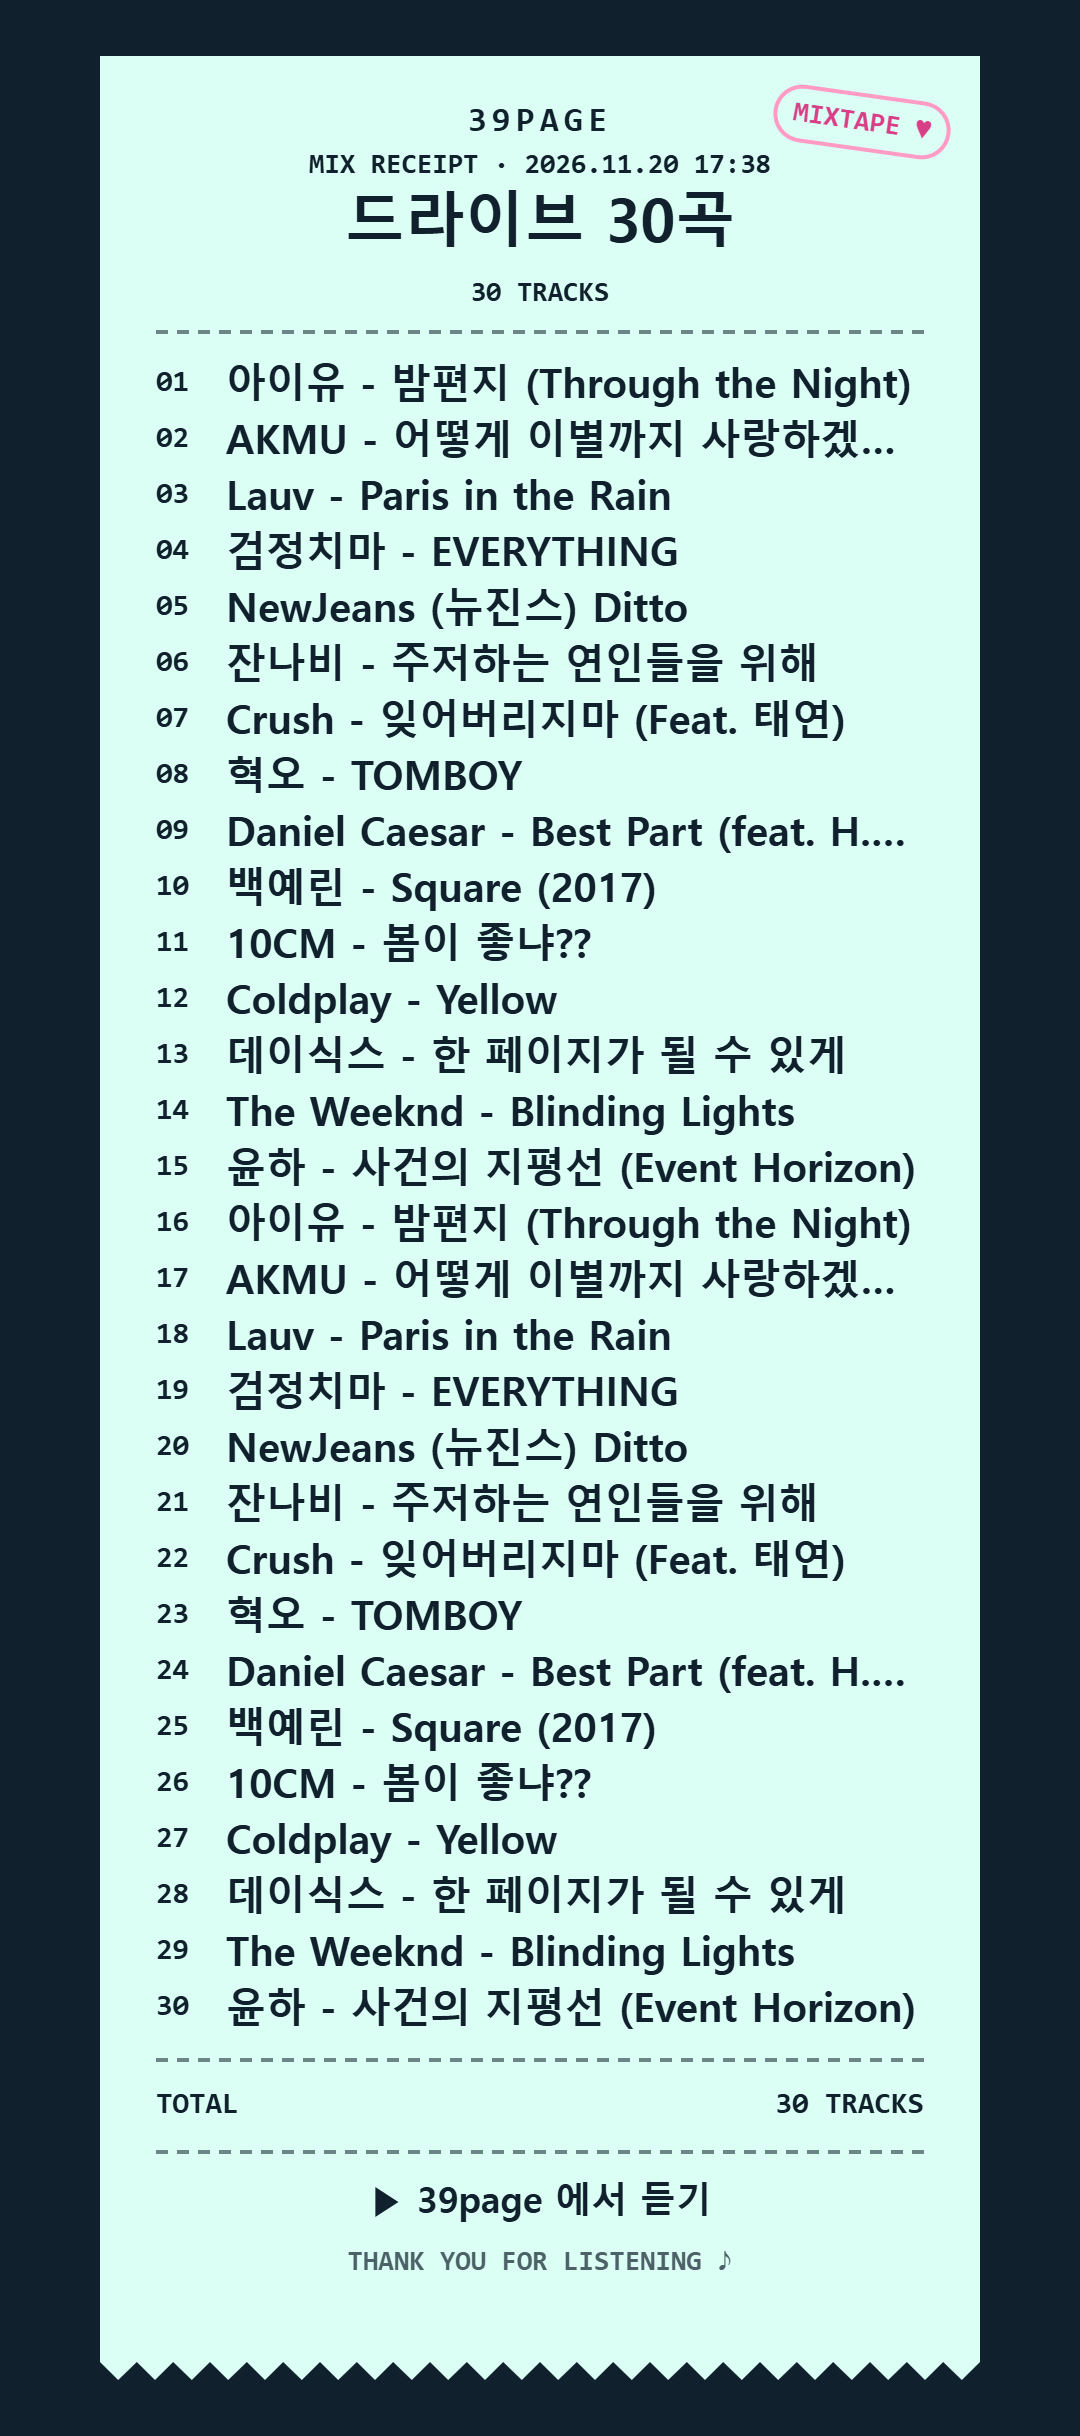 39PAGE
MIXTAPE ♥
MIX RECEIPT · 2026.11.20 17:38
드라이브 30곡
30 TRACKS
01 아이유 - 밤편지 (Through the Night)
02 AKMU - 어떻게 이별까지 사랑하겠...
03 Lauv - Paris in the Rain
04 검정치마 - EVERYTHING
05 NewJeans (뉴진스) Ditto
06 잔나비 - 주저하는 연인들을 위해
07 Crush - 잊어버리지마 (Feat. 태연)
08 혁오 - TOMBOY
09 Daniel Caesar - Best Part (feat. H....
10 백예린 - Square (2017)
11 10CM - 봄이 좋냐??
12 Coldplay - Yellow
13 데이식스 - 한 페이지가 될 수 있게
14 The Weeknd - Blinding Lights
15 윤하 - 사건의 지평선 (Event Horizon)
16 아이유 - 밤편지 (Through the Night)
17 AKMU - 어떻게 이별까지 사랑하겠...
18 Lauv - Paris in the Rain
19 검정치마 - EVERYTHING
20 NewJeans (뉴진스) Ditto
21 잔나비 - 주저하는 연인들을 위해
22 Crush - 잊어버리지마 (Feat. 태연)
23 혁오 - TOMBOY
24 Daniel Caesar - Best Part (feat. H....
25 백예린 - Square (2017)
26 10CM - 봄이 좋냐??
27 Coldplay - Yellow
28 데이식스 - 한 페이지가 될 수 있게
29 The Weeknd - Blinding Lights
30 윤하 - 사건의 지평선 (Event Horizon)
TOTAL 30 TRACKS
▶ 39page 에서 듣기
THANK YOU FOR LISTENING ♪